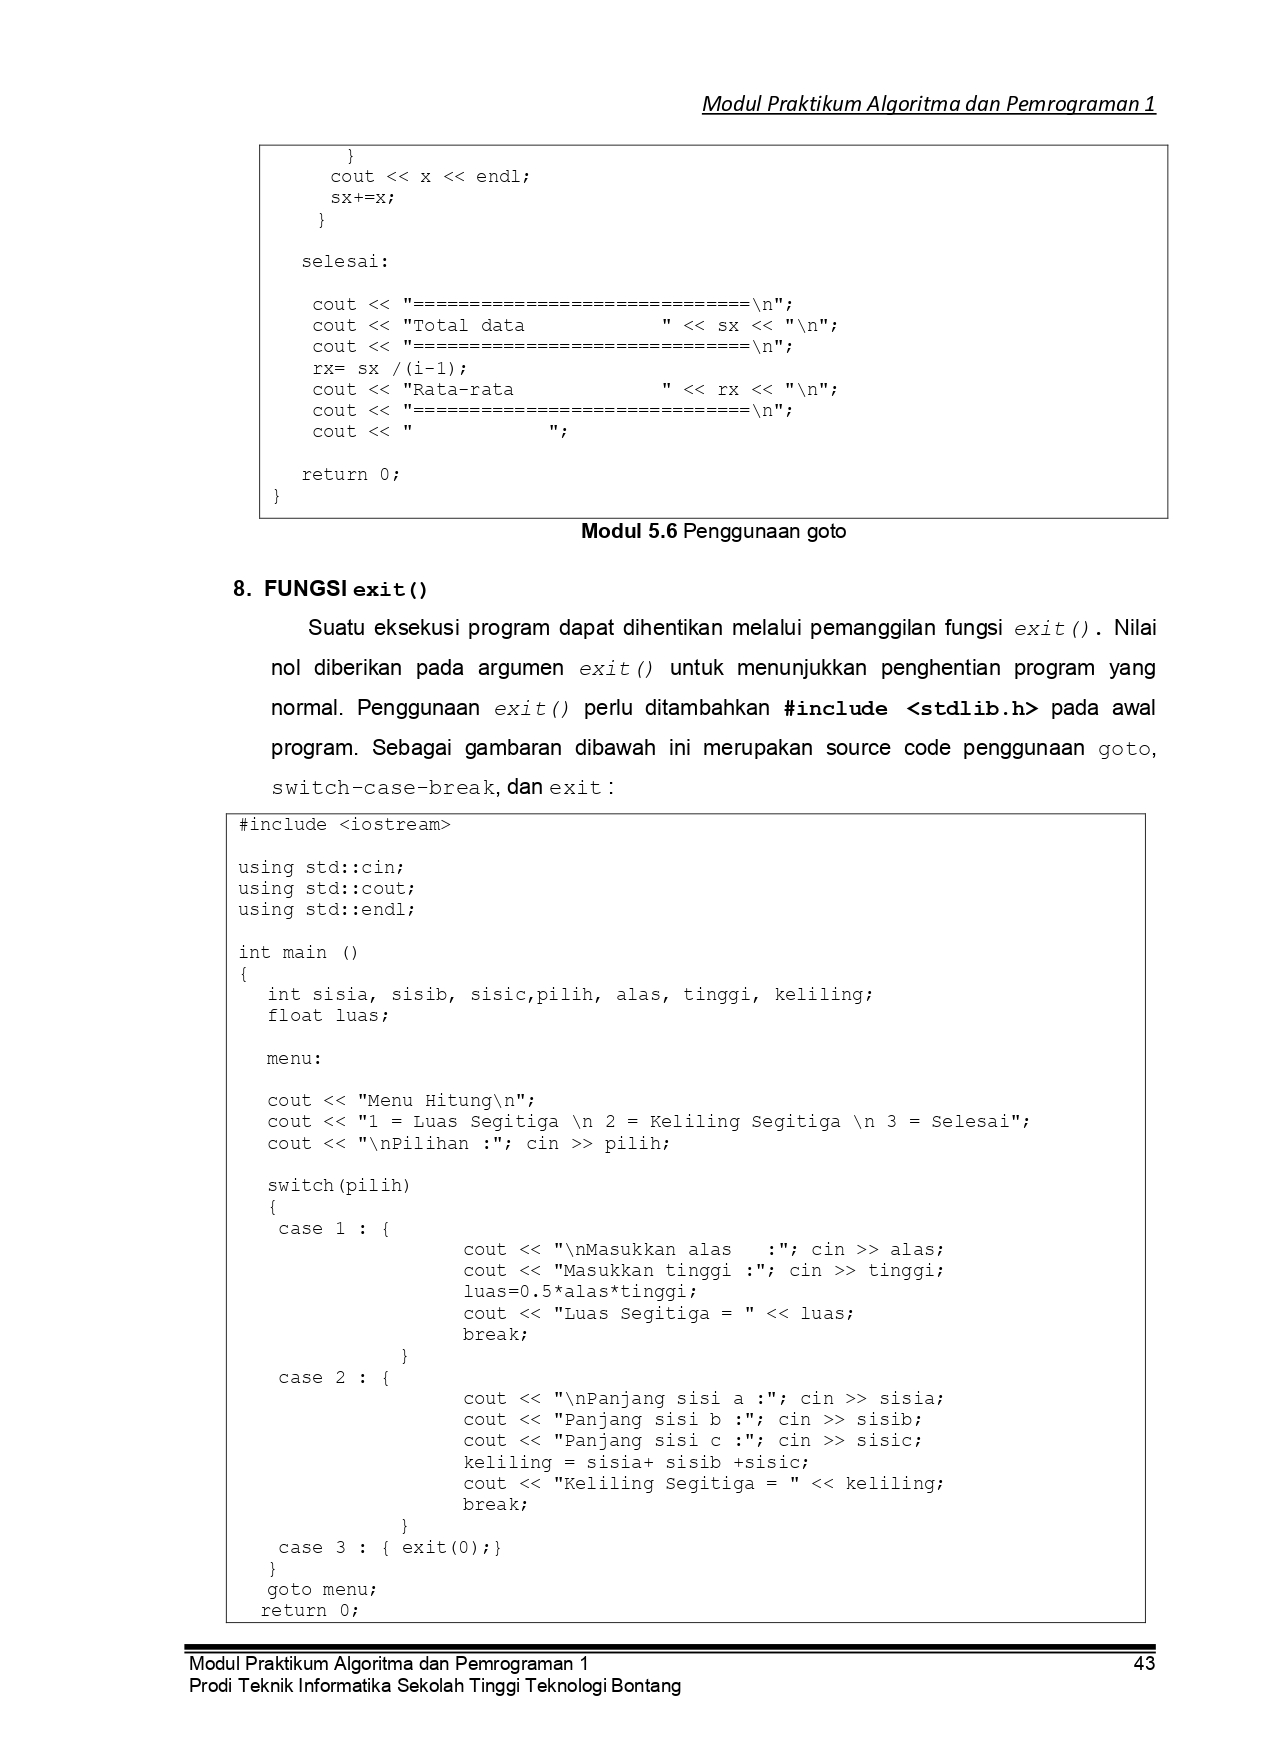 Modul Praktikum Algoritma dan Pemrograman 1
}
cout << x << endl;
sx+=x;
}
selesai:
cout << "==============================\n";
cout << "Total data            " << sx << "\n";
cout << "==============================\n";
rx= sx /(i-1);
cout << "Rata-rata             " << rx << "\n";
cout << "==============================\n";
cout << "            ";
return 0;
}
Modul 5.6 Penggunaan goto
8. FUNGSI exit()
Suatu eksekusi program dapat dihentikan melalui pemanggilan fungsi exit(). Nilai
nol diberikan pada argumen exit() untuk menunjukkan penghentian program yang
normal. Penggunaan exit() perlu ditambahkan #include <stdlib.h> pada awal
program. Sebagai gambaran dibawah ini merupakan source code penggunaan goto,
switch-case-break, dan exit :
#include <iostream>
using std::cin;
using std::cout;
using std::endl;
int main ()
{
int sisia, sisib, sisic,pilih, alas, tinggi, keliling;
float luas;
menu:
cout << "Menu Hitung\n";
cout << "1 = Luas Segitiga \n 2 = Keliling Segitiga \n 3 = Selesai";
cout << "\nPilihan :"; cin >> pilih;
switch(pilih)
{
case 1 : {
cout << "\nMasukkan alas   :"; cin >> alas;
cout << "Masukkan tinggi :"; cin >> tinggi;
luas=0.5*alas*tinggi;
cout << "Luas Segitiga = " << luas;
break;
}
case 2 : {
cout << "\nPanjang sisi a :"; cin >> sisia;
cout << "Panjang sisi b :"; cin >> sisib;
cout << "Panjang sisi c :"; cin >> sisic;
keliling = sisia+ sisib +sisic;
cout << "Keliling Segitiga = " << keliling;
break;
}
case 3 : { exit(0);}
}
goto menu;
return 0;
Modul Praktikum Algoritma dan Pemrograman 1 43
Prodi Teknik Informatika Sekolah Tinggi Teknologi Bontang